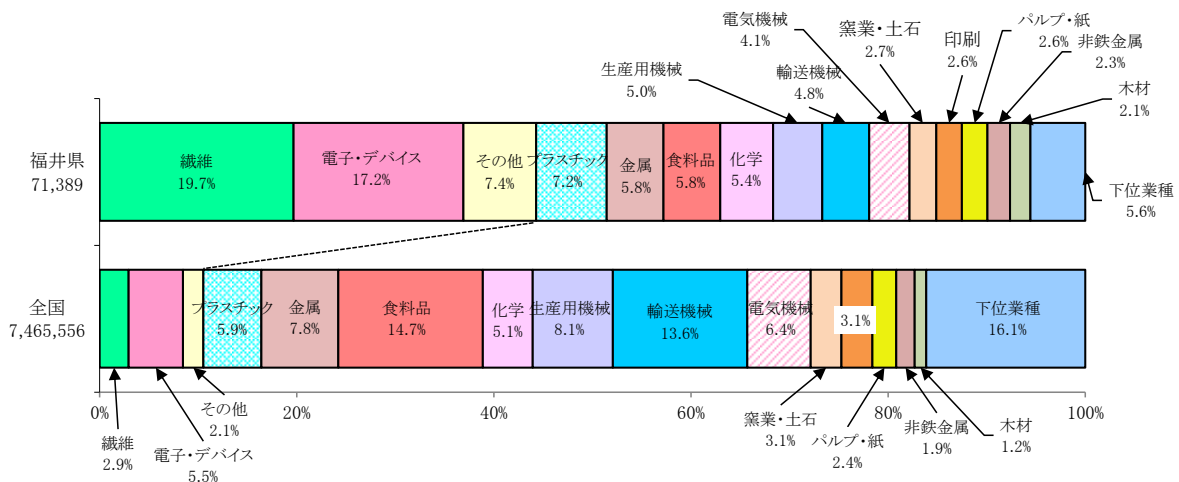 電気機械
4.1%
窯業・土石
2.7%
印刷
2.6%
パルプ・紙
2.6%
非鉄金属
2.3%
生産用機械
5.0%
輸送機械
4.8%
木材
2.1%
福井県
71,389
繊維
19.7%
電子・デバイス
17.2%
その他
7.4%
プラスチック
7.2%
金属
5.8%
食料品
5.8%
化学
5.4%
下位業種
5.6%
全国
7,465,556
プラスチック
5.9%
金属
7.8%
食料品
14.7%
化学
5.1%
生産用機械
8.1%
輸送機械
13.6%
電気機械
6.4%
3.1%
下位業種
16.1%
0%
20%
40%
60%
80%
100%
繊維
2.9%
電子・デバイス
5.5%
その他
2.1%
窯業・土石
3.1%
パルプ・紙
2.4%
非鉄金属
1.9%
木材
1.2%